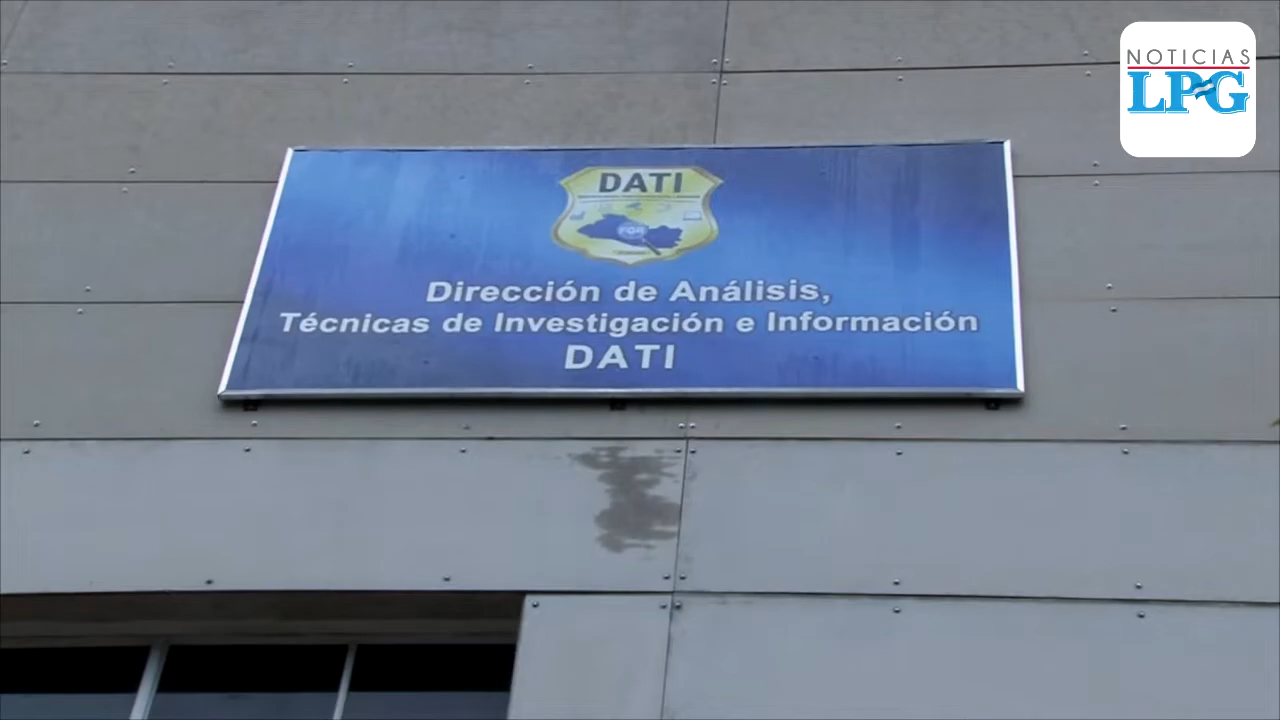 NOTICIAS
LPG
DATI
FGR
Dirección de Análisis,
Técnicas de Investigación e Información
DATI